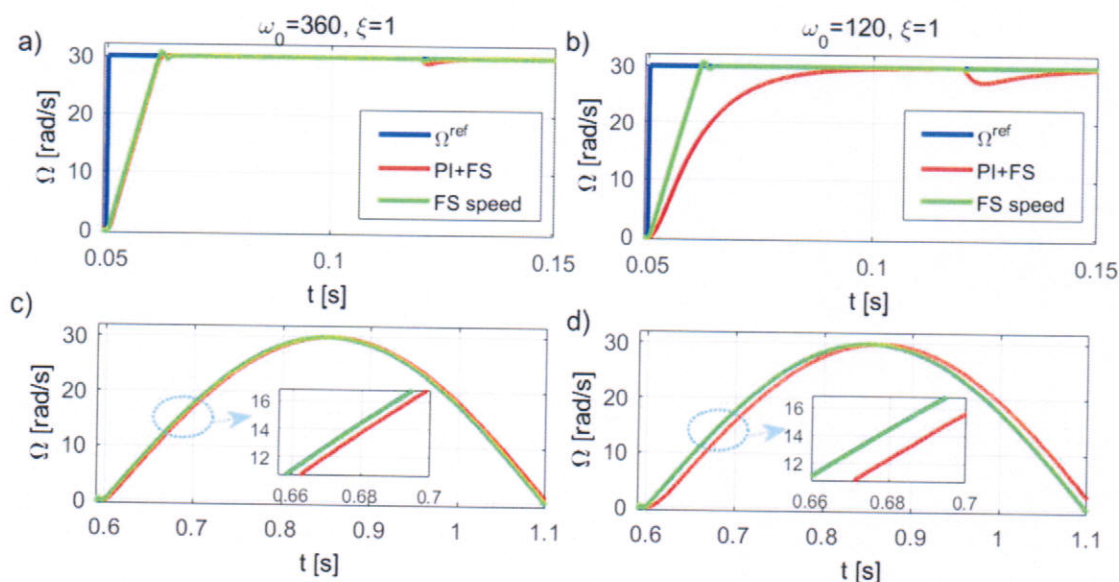 a)
ω₀=360, ξ=1
Ω [rad/s]
30
20
10
0
Ωʳᵉᶠ
PI+FS
FS speed
0.05
0.1
0.15
t [s]
b)
ω₀=120, ξ=1
Ω [rad/s]
30
20
10
0
Ωʳᵉᶠ
PI+FS
FS speed
0.05
0.1
0.15
t [s]
c)
Ω [rad/s]
30
20
10
0
16
14
12
0.66
0.68
0.7
0.6
0.7
0.8
0.9
1
1.1
t [s]
d)
Ω [rad/s]
30
20
10
0
16
14
12
0.66
0.68
0.7
0.6
0.7
0.8
0.9
1
1.1
t [s]